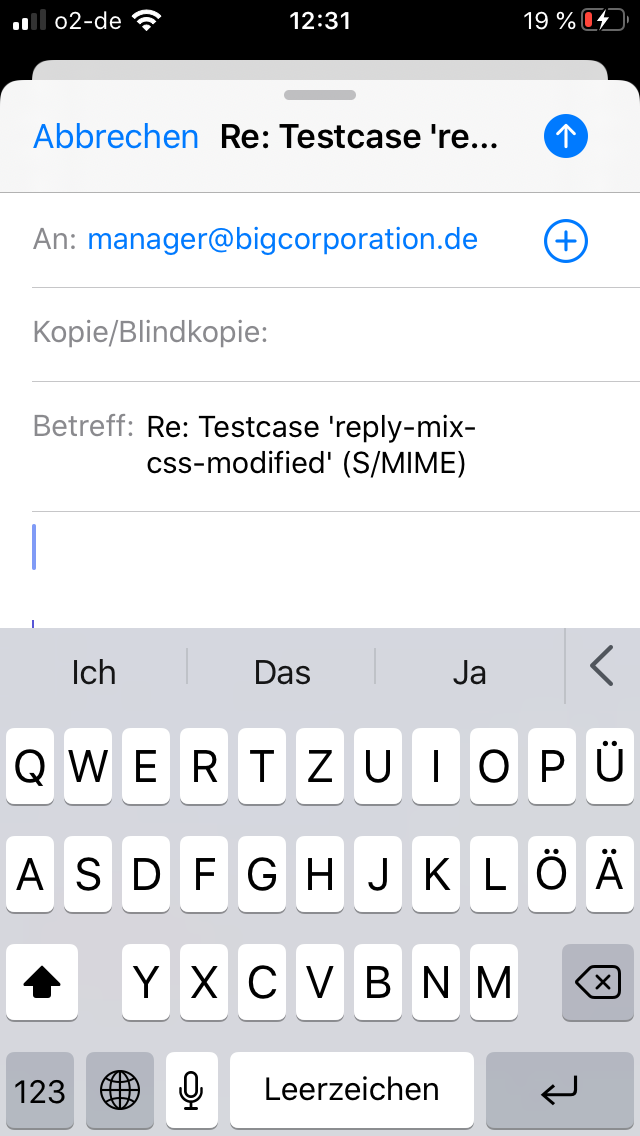 o2-de 12:31 19 %
Abbrechen Re: Testcase 're...
An: manager@bigcorporation.de
Kopie/Blindkopie:
Betreff: Re: Testcase 'reply-mix-
css-modified' (S/MIME)
Ich Das Ja
Q W E R T Z U I O P Ü
A S D F G H J K L Ö Ä
Y X C V B N M
123 Leerzeichen